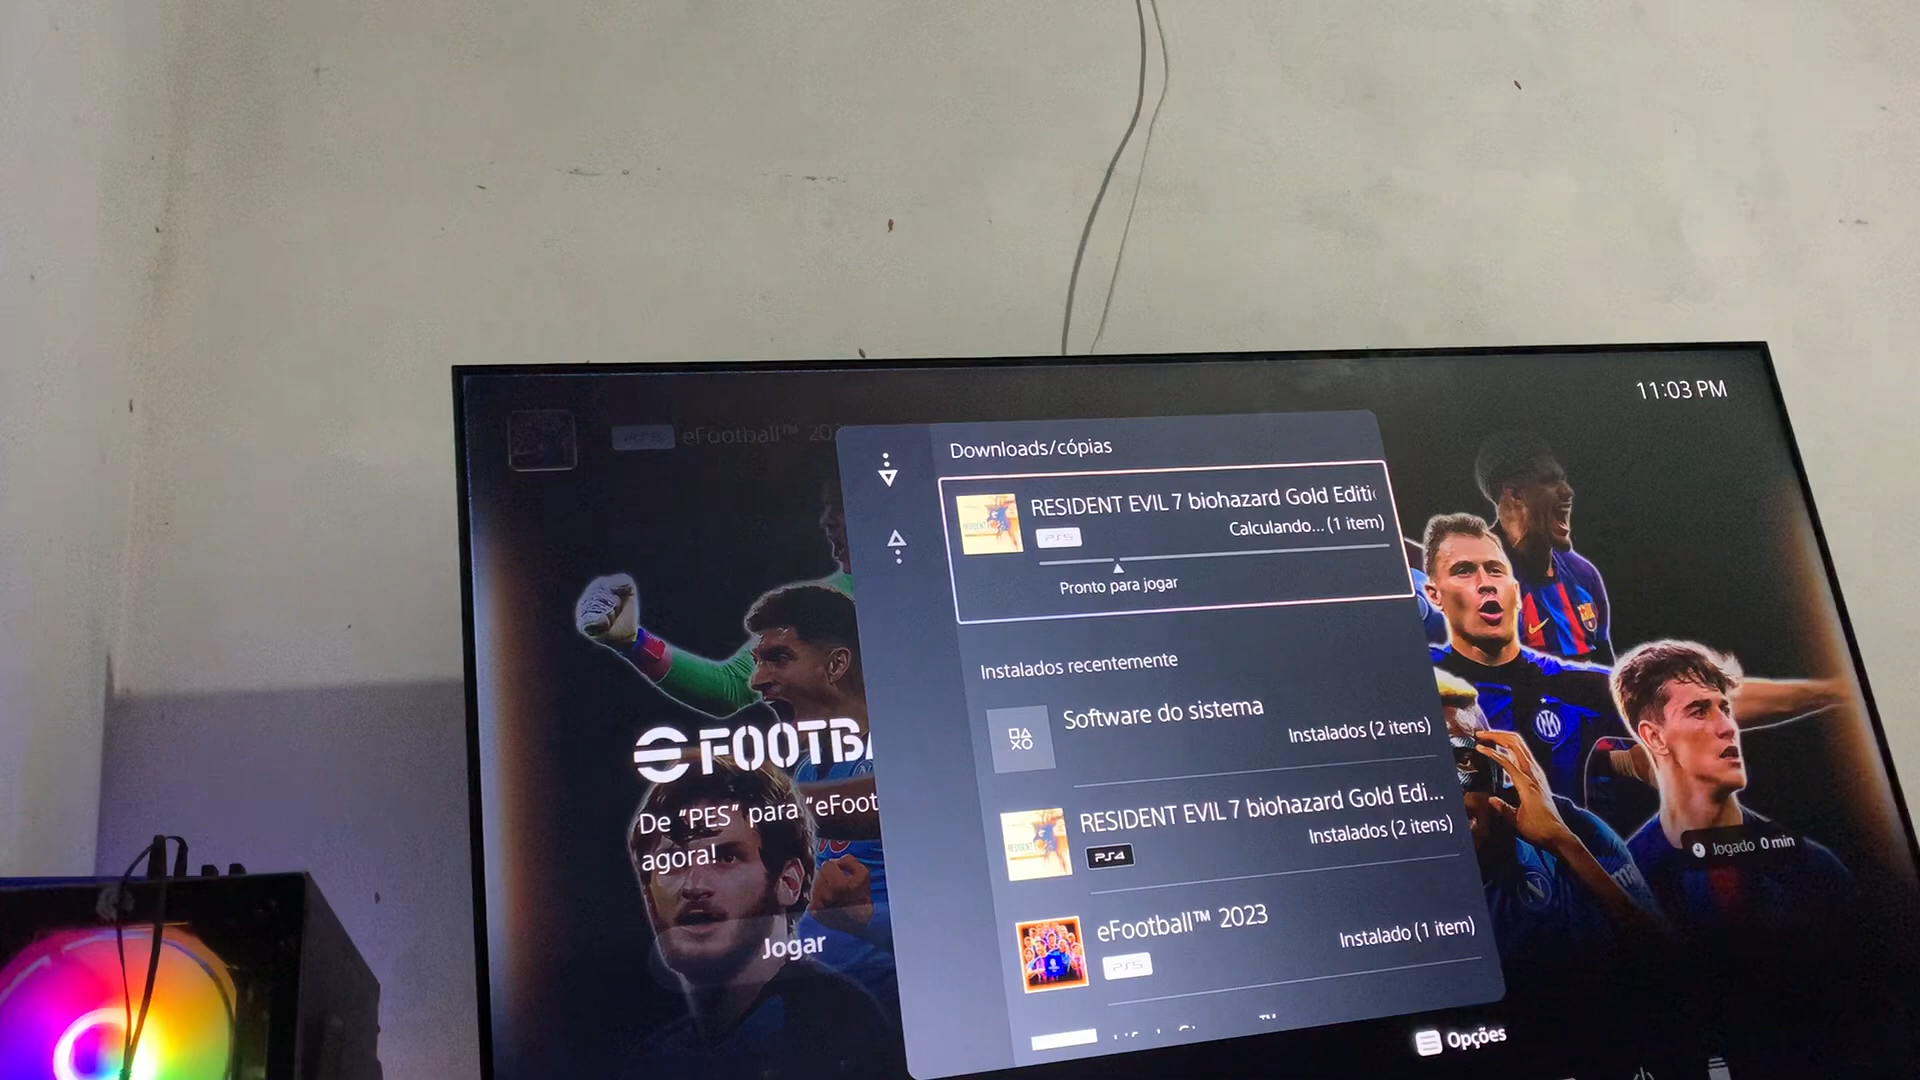 11:03 PM
eFootball™ 202
Downloads/cópias
RESIDENT EVIL 7 biohazard Gold Editi
PS5
Calculando... (1 item)
Pronto para jogar
Instalados recentemente
Software do sistema
Instalados (2 itens)
RESIDENT EVIL 7 biohazard Gold Edi...
PS4
Instalados (2 itens)
eFootball™ 2023
PS5
Instalado (1 item)
FOOTBA
De “PES” para “eFoot
agora!
Jogar
Jogado 0 min
Opções